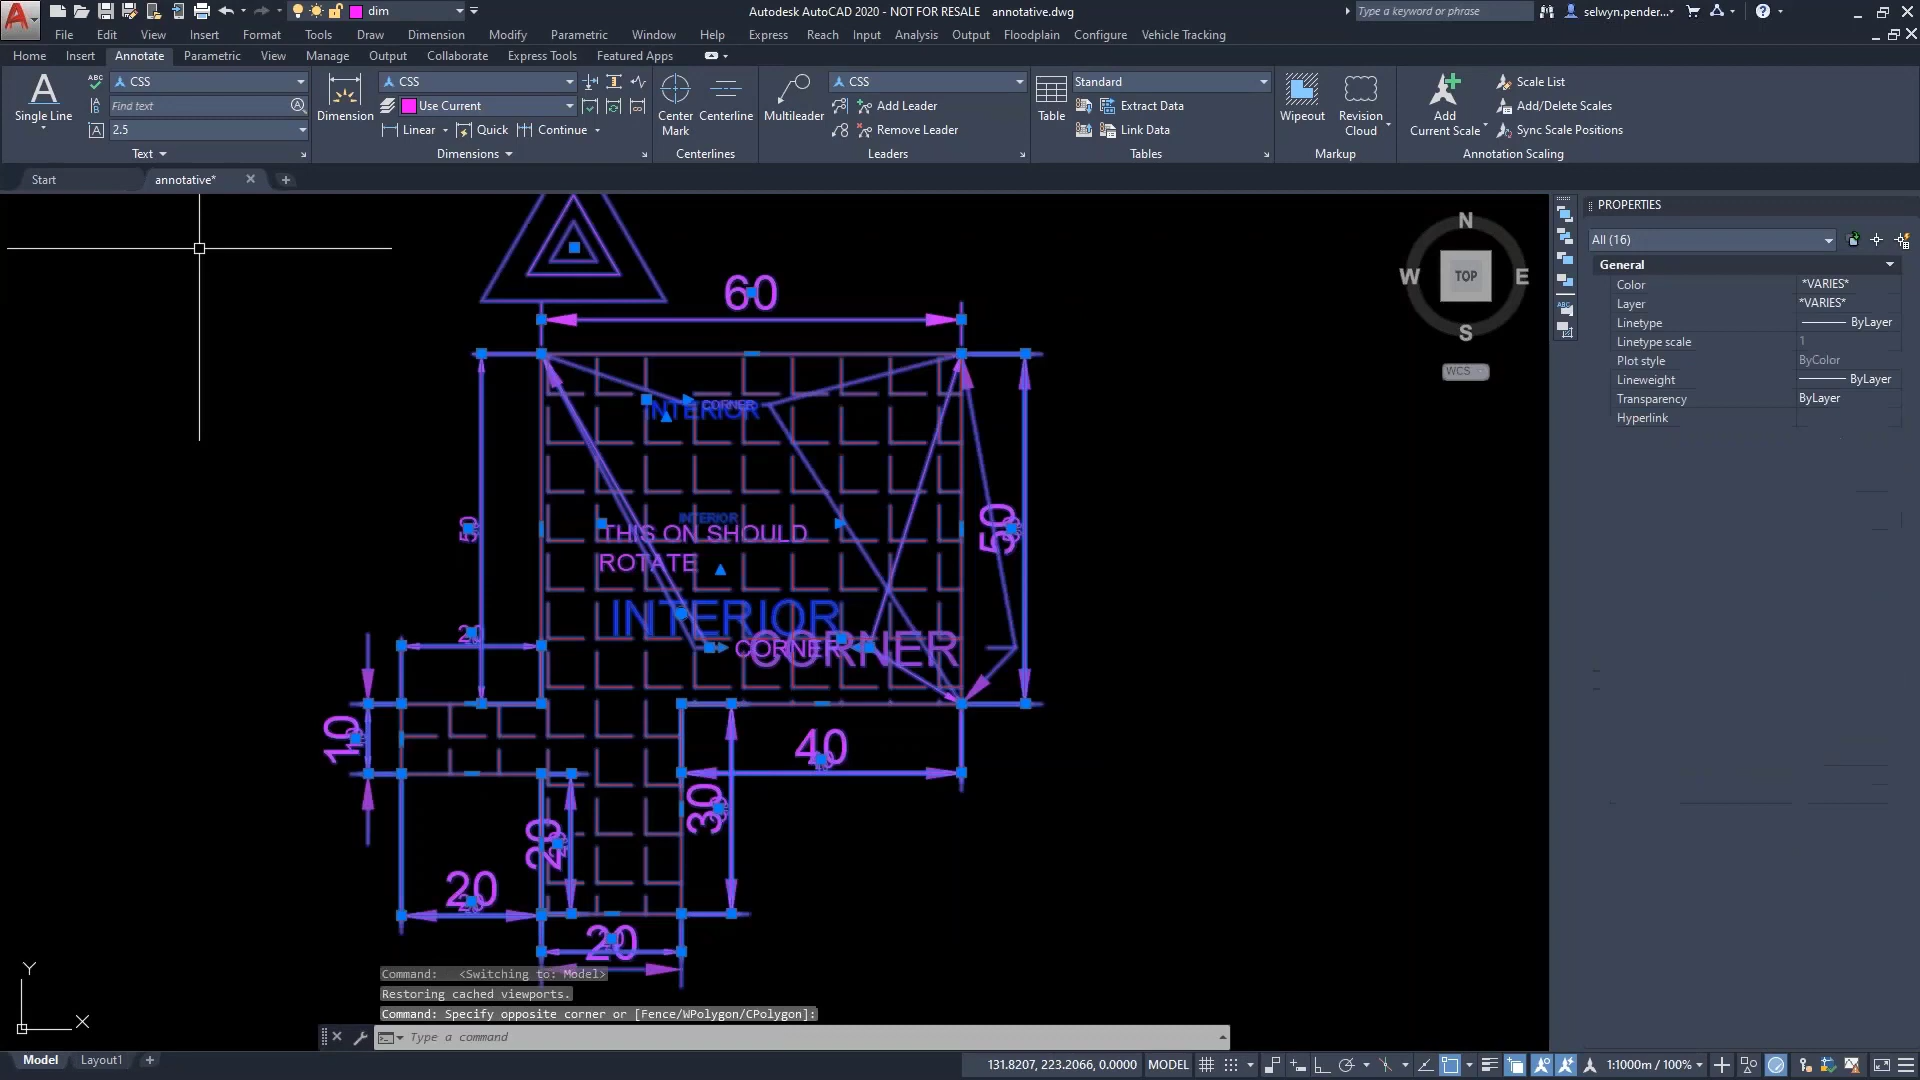 dim
Autodesk AutoCAD 2020 - NOT FOR RESALE annotative.dwg
Type a keyword or phrase
selwyn.pender...
File Edit View Insert Format Tools Draw Dimension Modify Parametric Window Help Express Reach Input Analysis Output Floodplain Configure Vehicle Tracking
Home Insert Annotate Parametric View Manage Output Collaborate Express Tools Featured Apps
A
Single Line
ABC
CSS
Find text
2.5
Text
Dimension
CSS
Use Current
Linear Quick Continue
Dimensions
Center Mark
Centerline
Centerlines
Multileader
CSS
Add Leader
Remove Leader
Leaders
Table
Standard
Extract Data
Link Data
Tables
Wipeout
Revision Cloud
Markup
Add Current Scale
Scale List
Add/Delete Scales
Sync Scale Positions
Annotation Scaling
Start annotative*
PROPERTIES
All (16)
General
Color *VARIES*
Layer *VARIES*
Linetype ByLayer
Linetype scale 1
Plot style ByColor
Lineweight ByLayer
Transparency ByLayer
Hyperlink
N
W TOP E
S
WCS
60
INTERIOR CORNER
50
50
INTERIOR
THIS ON SHOULD
ROTATE
INTERIOR
20
CORNER
CORNER
10
40
30
20
20
20
Y
X
Command: <Switching to: Model>
Restoring cached viewports.
Command: Specify opposite corner or [Fence/WPolygon/CPolygon]:
Type a command
Model Layout1
131.8207, 223.2066, 0.0000 MODEL 1:1000m / 100%